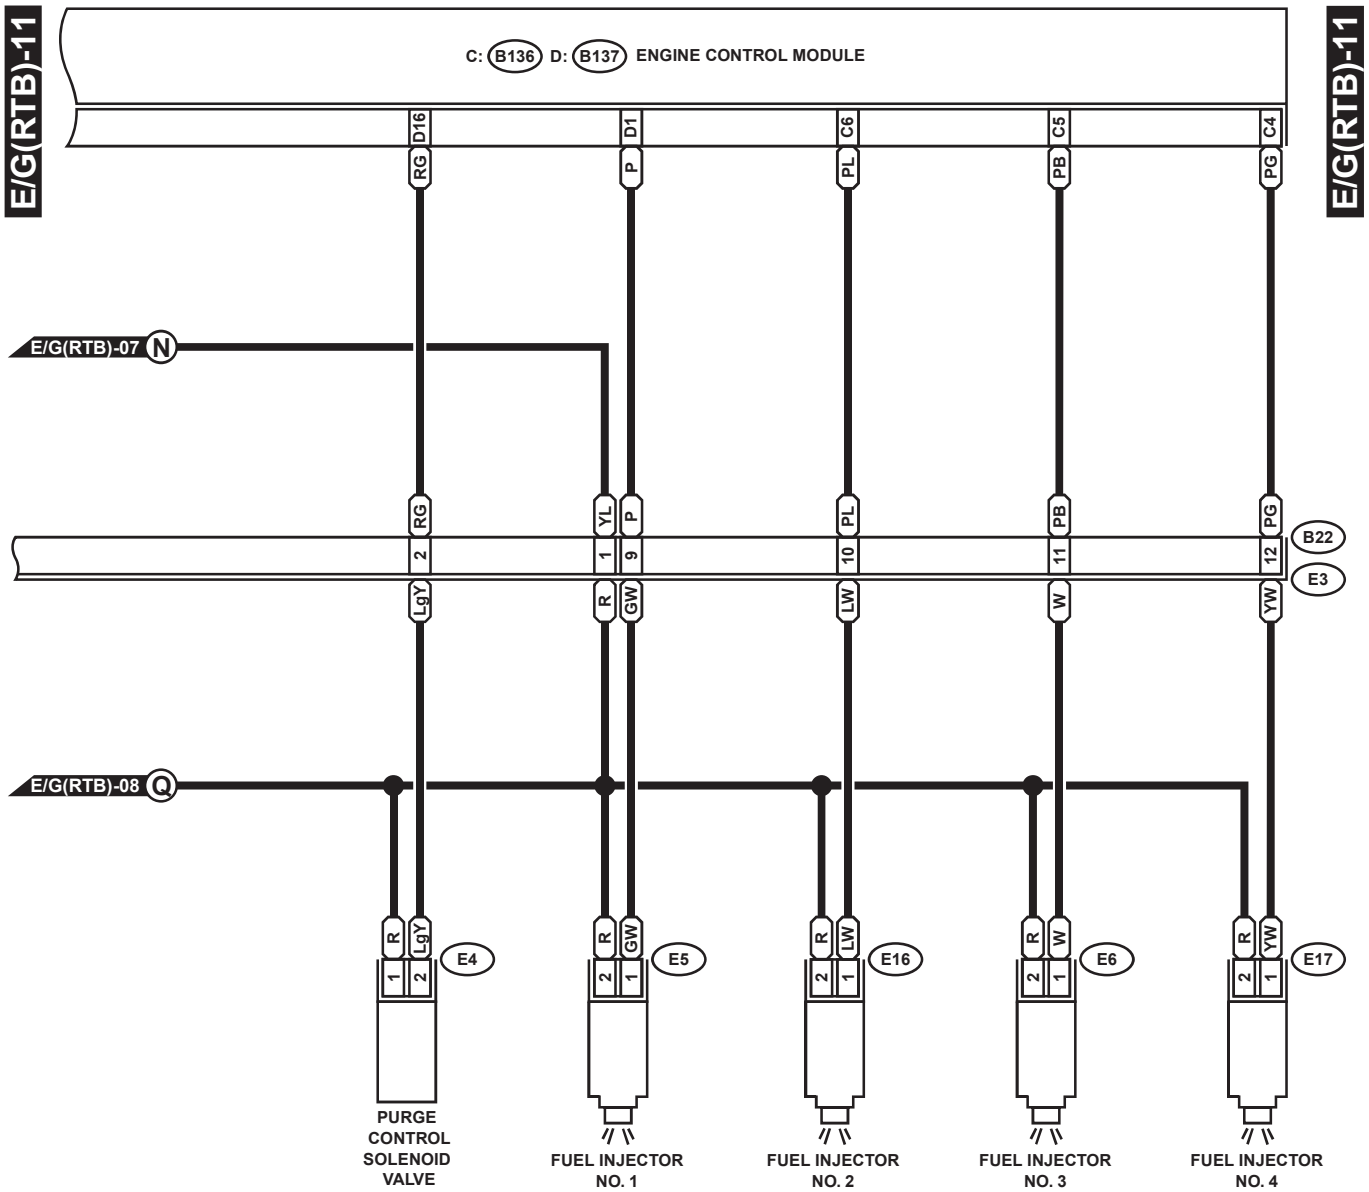 E/G(RTB)-11
E/G(RTB)-11
C: B136 D: B137 ENGINE CONTROL MODULE
D16 D1 C6 C5 C4
RG P PL PB PG
E/G(RTB)-07 N
RG YL P PL PB PG
B22
2 1 9 10 11 12
E3
LgY R GW LW W YW
E/G(RTB)-08 Q
R LgY R GW R LW R W R YW
E4 E5 E16 E6 E17
1 2 2 1 2 1 2 1 2 1
PURGE
CONTROL
SOLENOID
VALVE
FUEL INJECTOR
NO. 1
FUEL INJECTOR
NO. 2
FUEL INJECTOR
NO. 3
FUEL INJECTOR
NO. 4